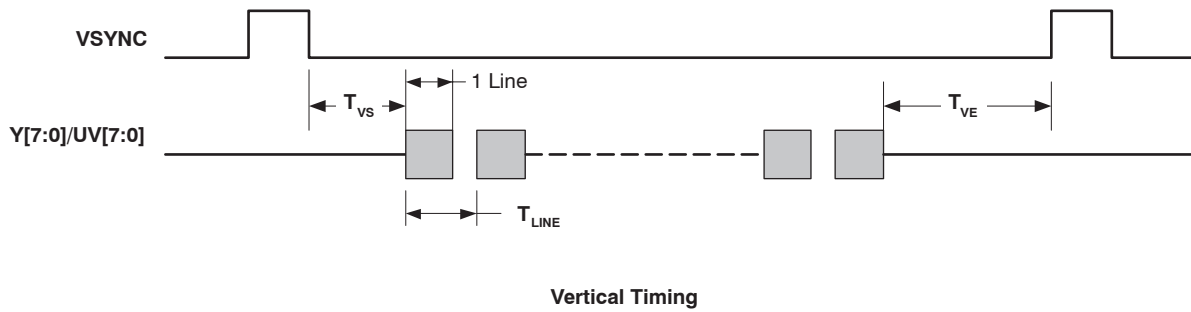 VSYNC
1 Line
T_VS
T_VE
Y[7:0]/UV[7:0]
T_LINE
Vertical Timing